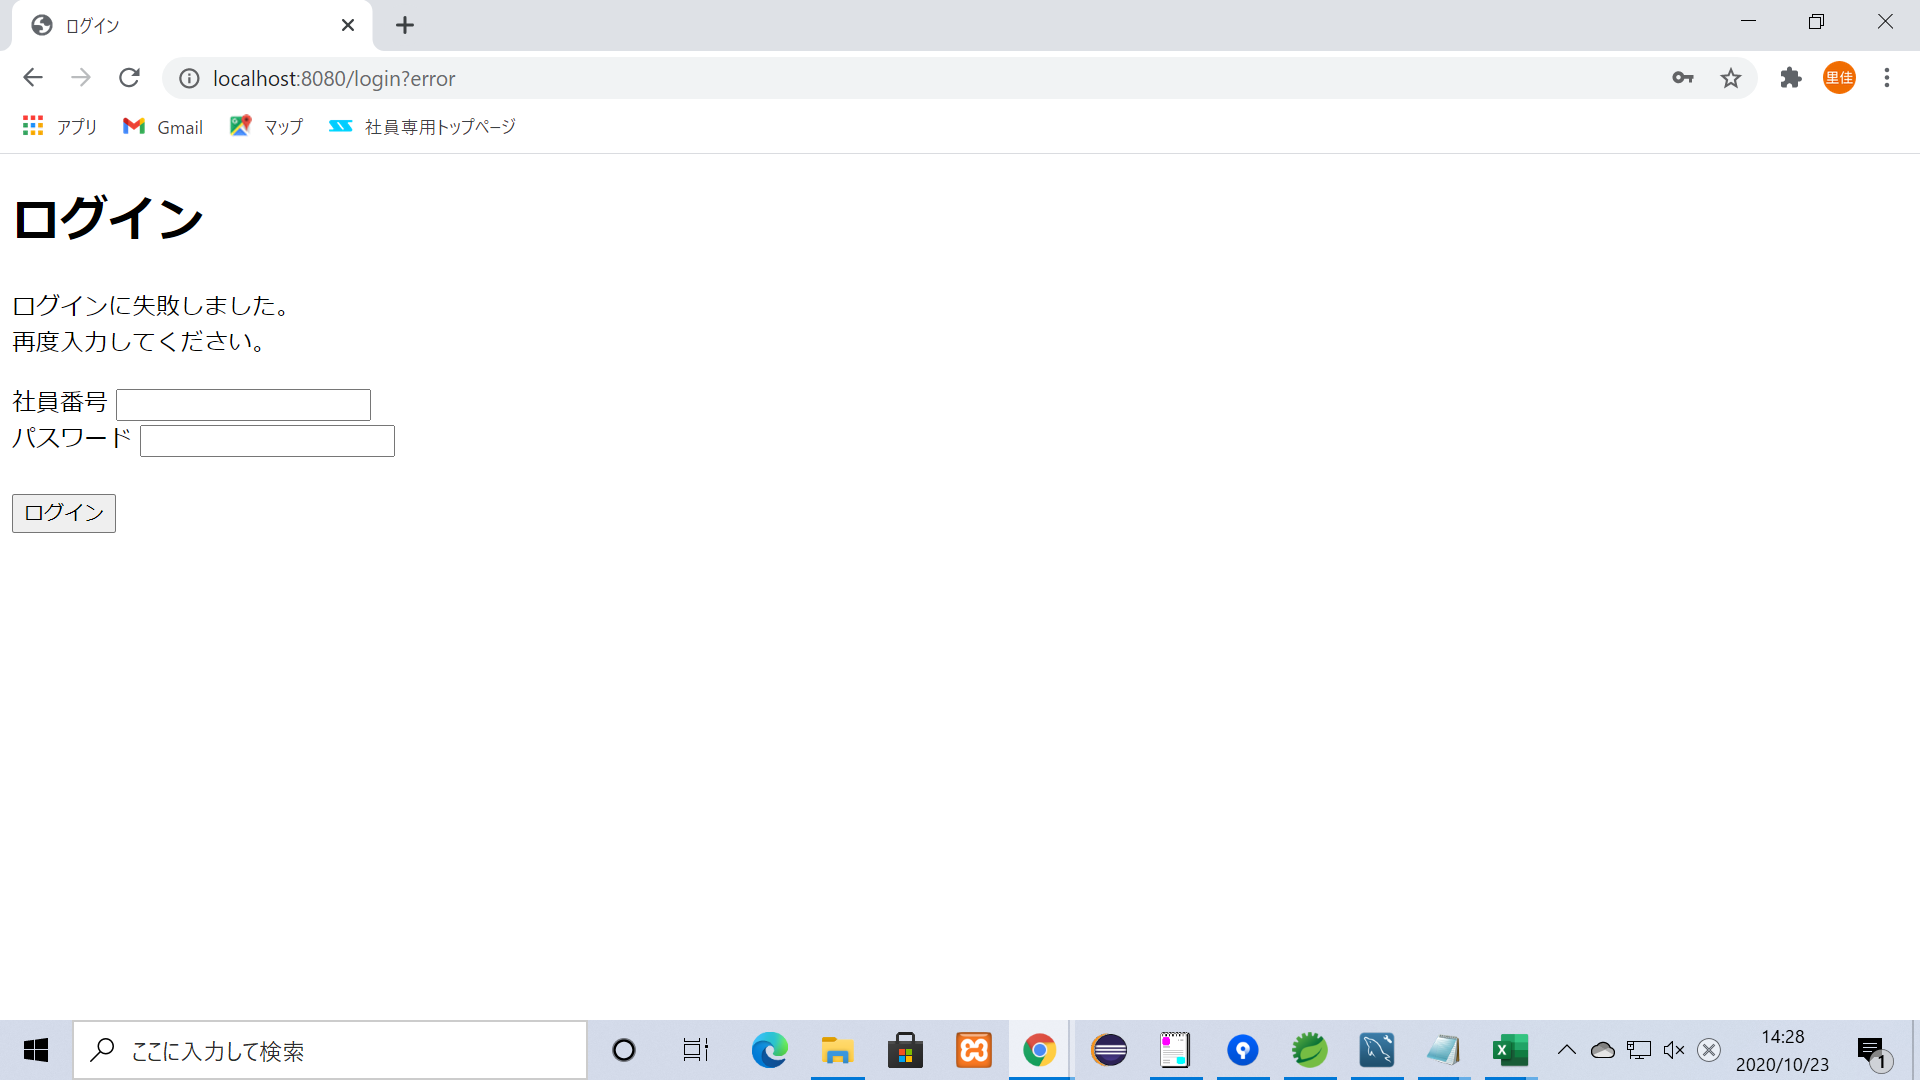 ログイン
localhost:8080/login?error
里佳
アプリ
Gmail
マップ
社員専用トップページ
ログイン
ログインに失敗しました。
再度入力してください。
社員番号
パスワード
ログイン
ここに入力して検索
14:28
2020/10/23
1